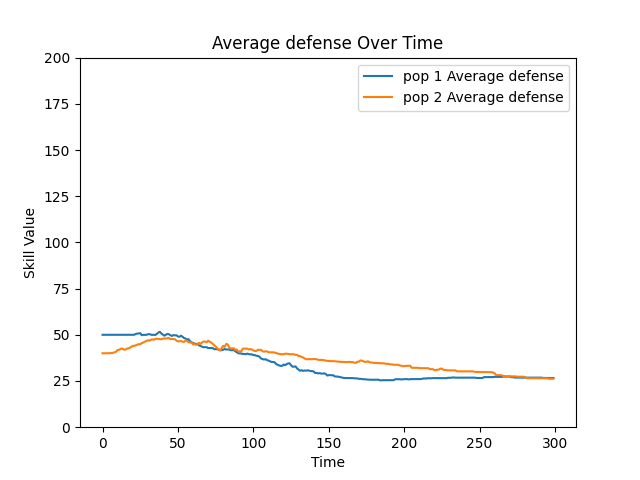 Average defense Over Time
pop 1 Average defense
pop 2 Average defense
Skill Value
200
175
150
125
100
75
50
25
0
0 50 100 150 200 250 300
Time